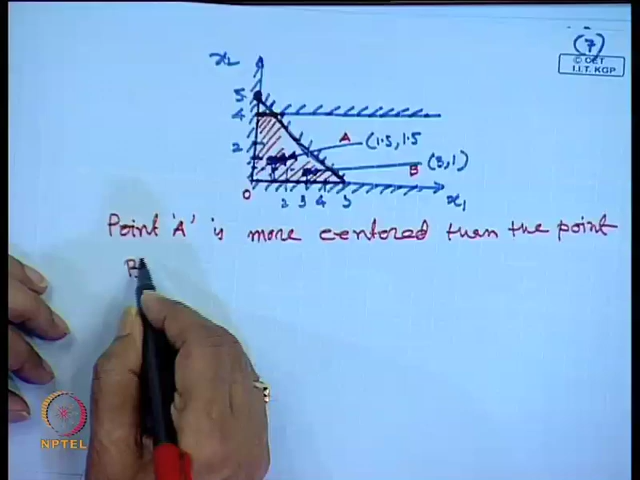 (7)
© CET
I.I.T. KGP
x₂
5
4
2
A (1.5, 1.5
B (3, 1)
0 2 3 4 5 x₁
Point 'A' is more centored than the point
B
NPTEL